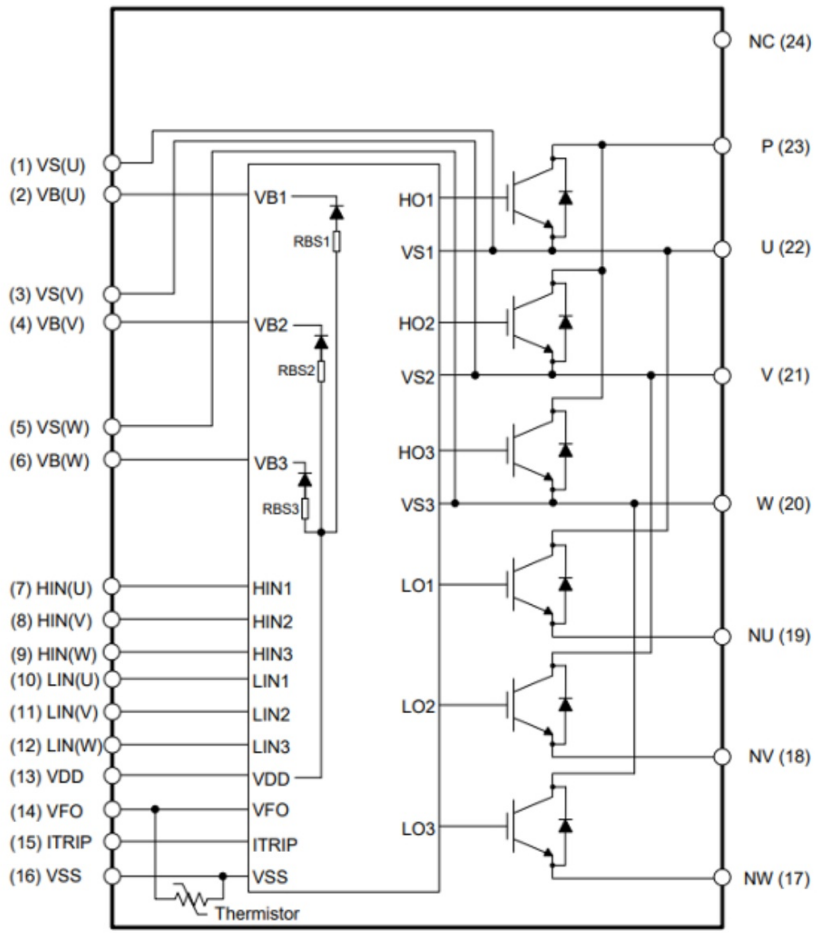 NC (24)
P (23)
(1) VS(U)
(2) VB(U)
VB1
HO1
RBS1
VS1
U (22)
(3) VS(V)
(4) VB(V)
VB2
HO2
RBS2
VS2
V (21)
(5) VS(W)
(6) VB(W)
VB3
HO3
RBS3
VS3
W (20)
(7) HIN(U)
HIN1
LO1
(8) HIN(V)
HIN2
NU (19)
(9) HIN(W)
HIN3
(10) LIN(U)
LIN1
(11) LIN(V)
LIN2
LO2
(12) LIN(W)
LIN3
NV (18)
(13) VDD
VDD
(14) VFO
VFO
LO3
(15) ITRIP
ITRIP
(16) VSS
VSS
NW (17)
Thermistor